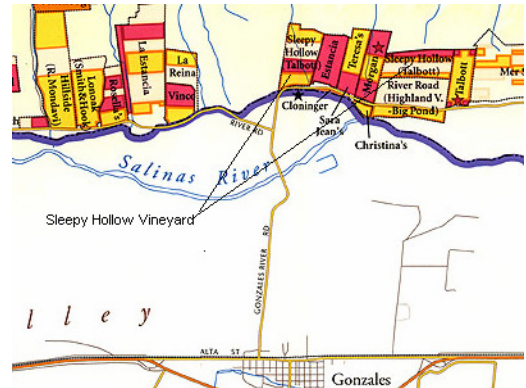 Hillside
(R. Mondavi)
Lonoak
(Smith&Hook)
Rosella's
La Estancia
La
Reina
Vinco
Sleepy
Hollow
(Talbott)
Estancia
Teresa's
Morgan
Sleepy Hollow
(Talbott)
River Road
(Highland V.
-Big Pond)
Talbott
Mer S
Cloninger
Sara
Jean's
Christina's
RIVER RD
Salinas River
Sleepy Hollow Vineyard
GONZALES RIVER RD
lley
ALTA ST
Gonzales